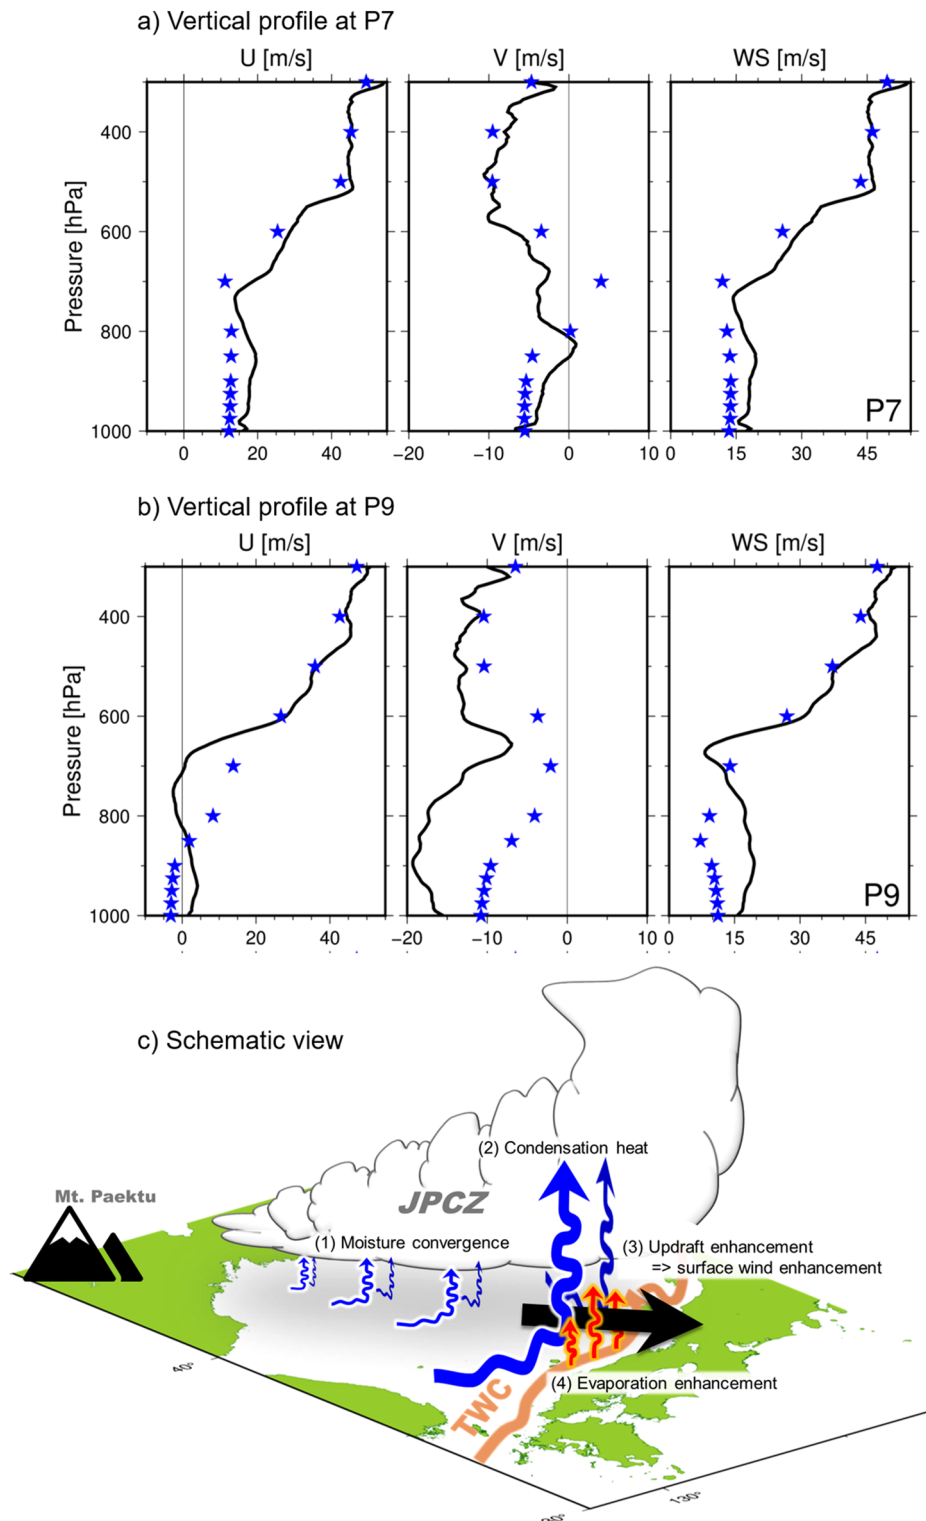 a) Vertical profile at P7
U [m/s] V [m/s] WS [m/s]
400
600
800
1000
Pressure [hPa]
P7
0 20 40 −20 −10 0 10 0 15 30 45
b) Vertical profile at P9
U [m/s] V [m/s] WS [m/s]
400
600
800
1000
Pressure [hPa]
P9
0 20 40 −20 −10 0 10 0 15 30 45
c) Schematic view
(2) Condensation heat
Mt. Paektu
JPCZ
(1) Moisture convergence
(3) Updraft enhancement
=> surface wind enhancement
40°
(4) Evaporation enhancement
TWC
130°